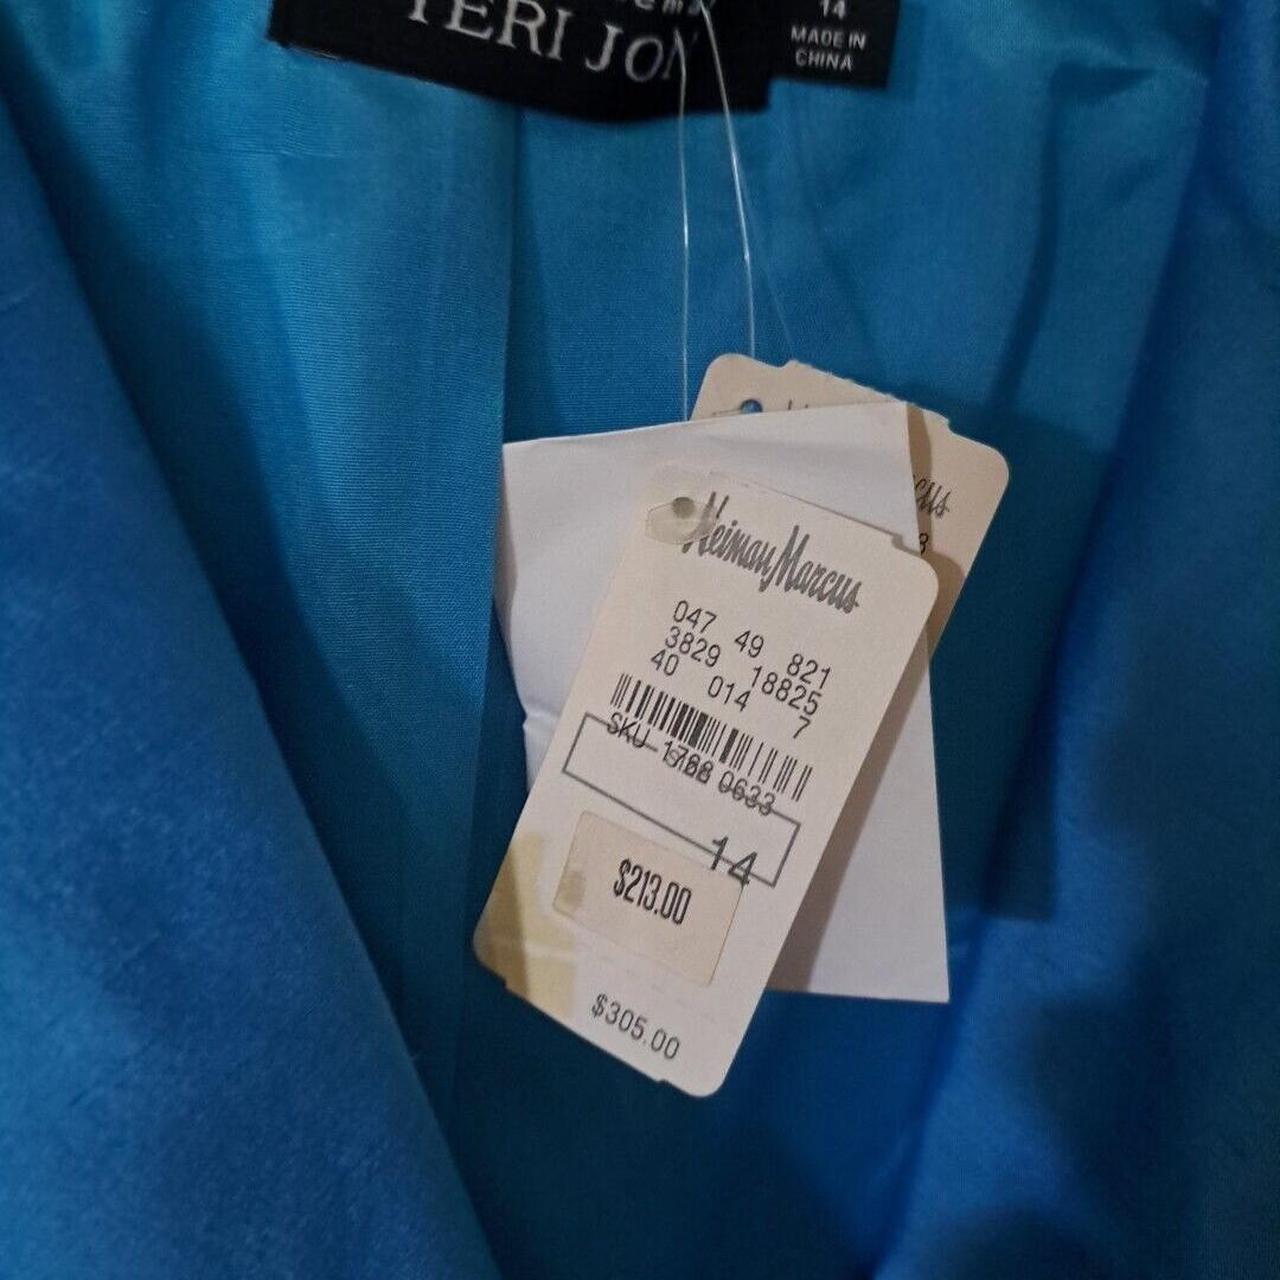 TERI JON
14
MADE IN
CHINA
Neiman Marcus
047 49 821
3829 18825
40 014 7
SKU 1788 0633
14
$213.00
$305.00